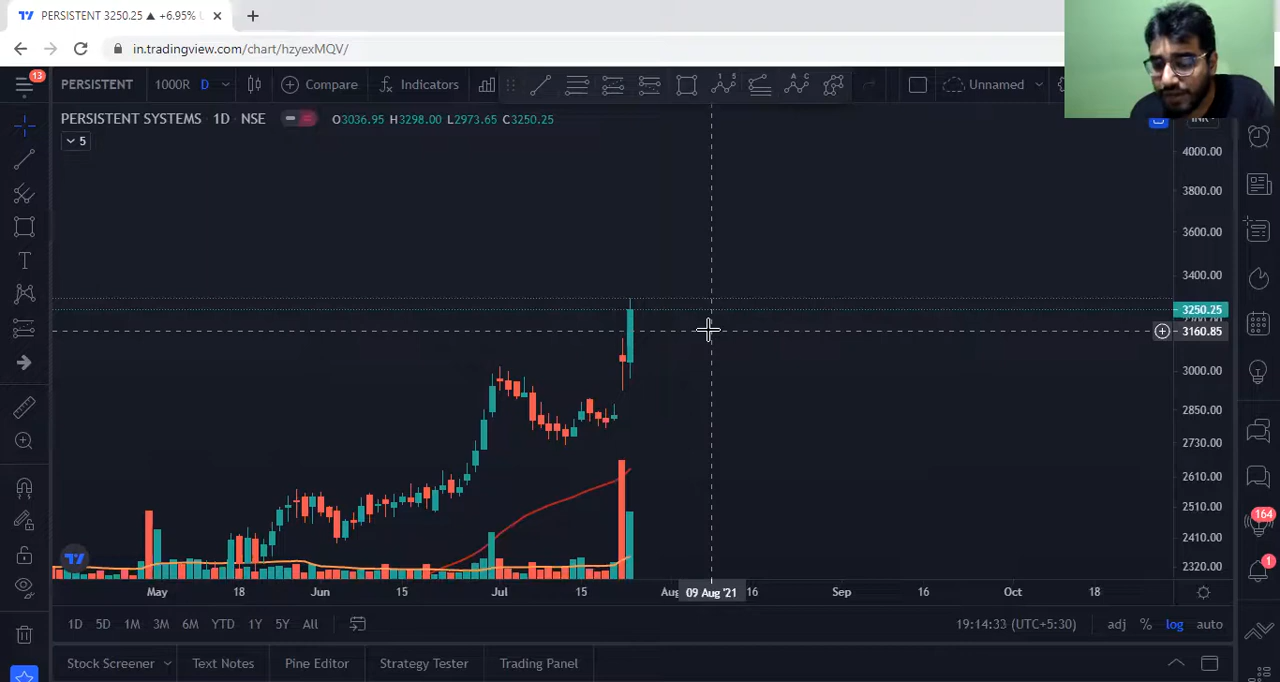 PERSISTENT 3250.25 ▲ +6.95%
in.tradingview.com/chart/hzyexMQV/
13
PERSISTENT 1000R D Compare Indicators Unnamed
PERSISTENT SYSTEMS 1D NSE O3036.95 H3298.00 L2973.65 C3250.25
5
4000.00
3800.00
3600.00
3400.00
3250.25
3160.85
3000.00
2850.00
2730.00
2610.00
2510.00
164
2410.00
2320.00
1
May 18 Jun 15 Jul 15 Aug 09 Aug '21 16 Sep 16 Oct 18
1D 5D 1M 3M 6M YTD 1Y 5Y All 19:14:33 (UTC+5:30) adj % log auto
Stock Screener Text Notes Pine Editor Strategy Tester Trading Panel